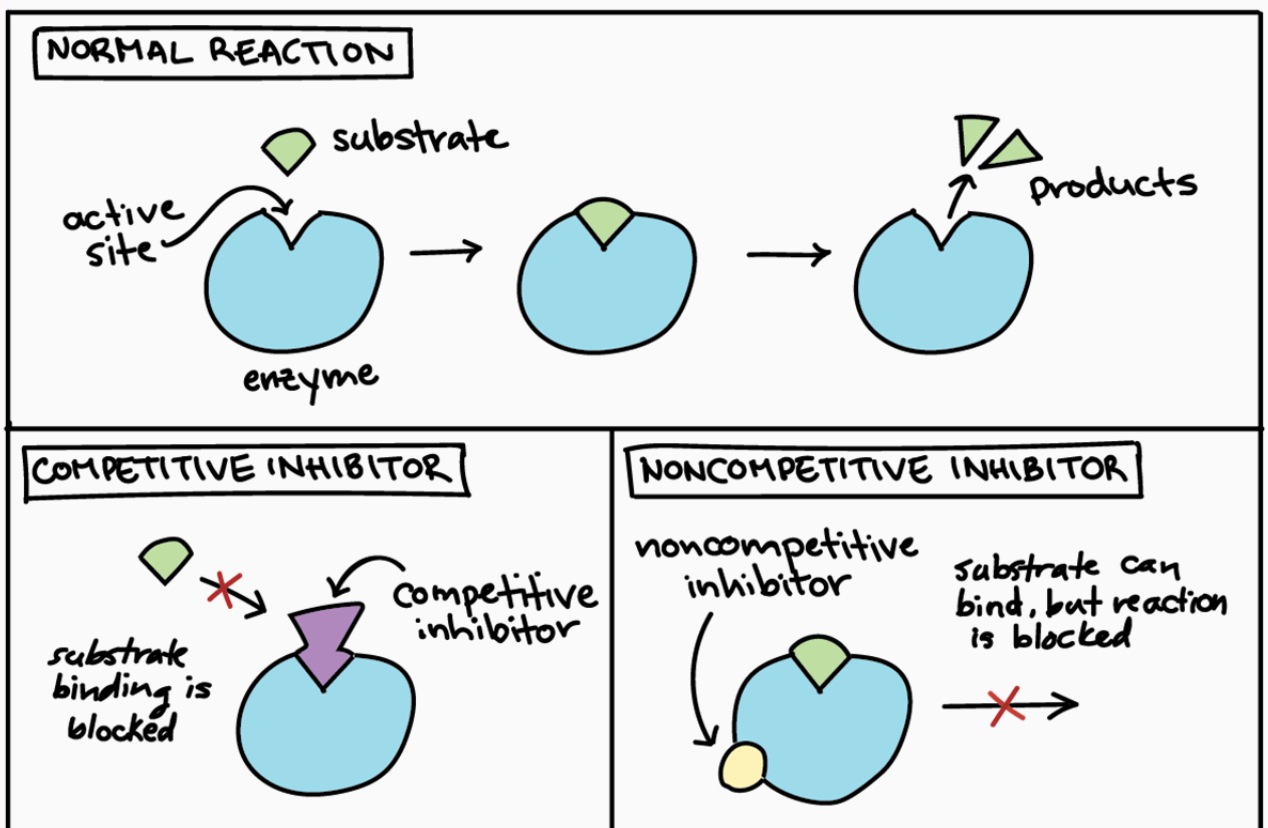 NORMAL REACTION
substrate
active
site
products
enzyme
COMPETITIVE INHIBITOR
competitive
inhibitor
substrate
binding is
blocked
NONCOMPETITIVE INHIBITOR
noncompetitive
inhibitor
substrate can
bind, but reaction
is blocked